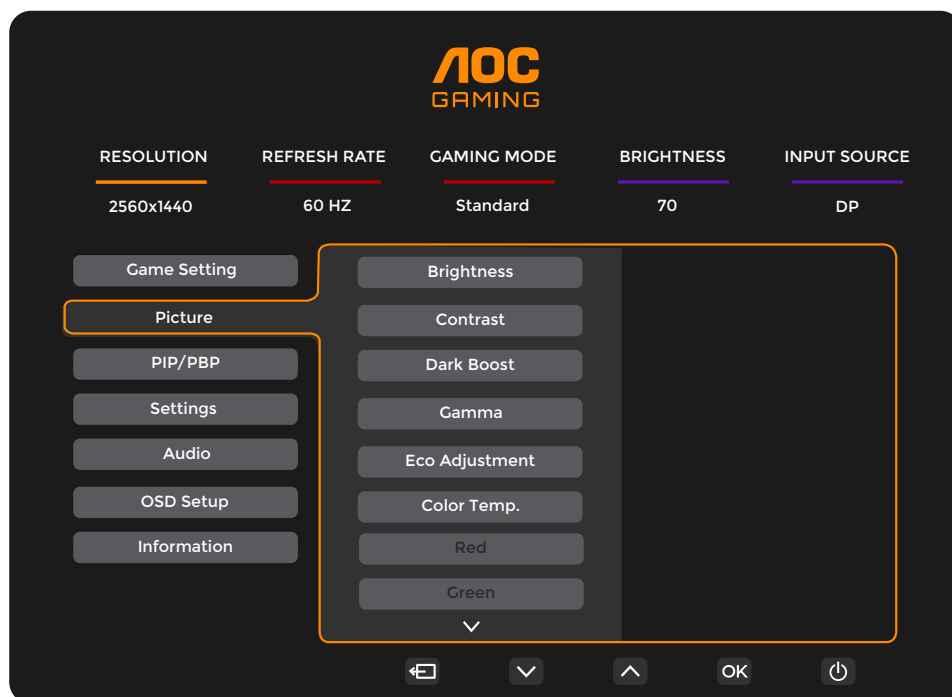 AOC
GAMING
RESOLUTION REFRESH RATE GAMING MODE BRIGHTNESS INPUT SOURCE
2560x1440 60 HZ Standard 70 DP
Game Setting
Picture
PIP/PBP
Settings
Audio
OSD Setup
Information
Brightness
Contrast
Dark Boost
Gamma
Eco Adjustment
Color Temp.
Red
Green
OK